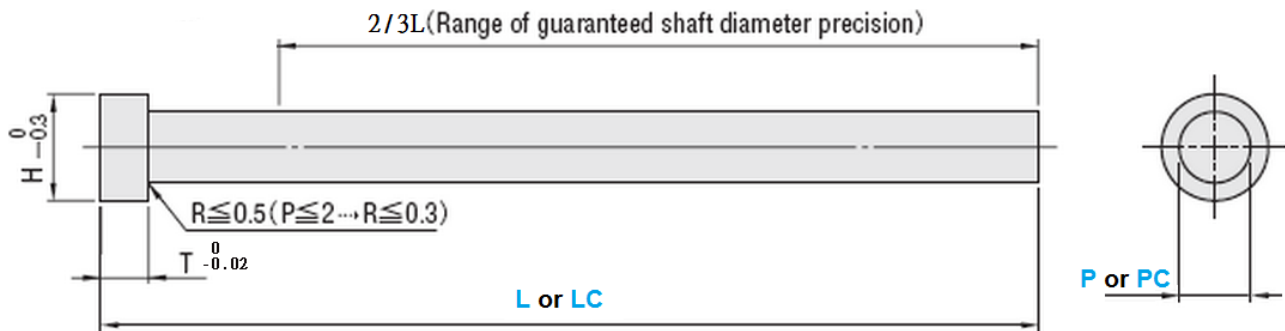 2/3L(Range of guaranteed shaft diameter precision)
H 0 -0.3
R≦0.5(P≦2···→R≦0.3)
T 0 -0.02
L or LC
P or PC